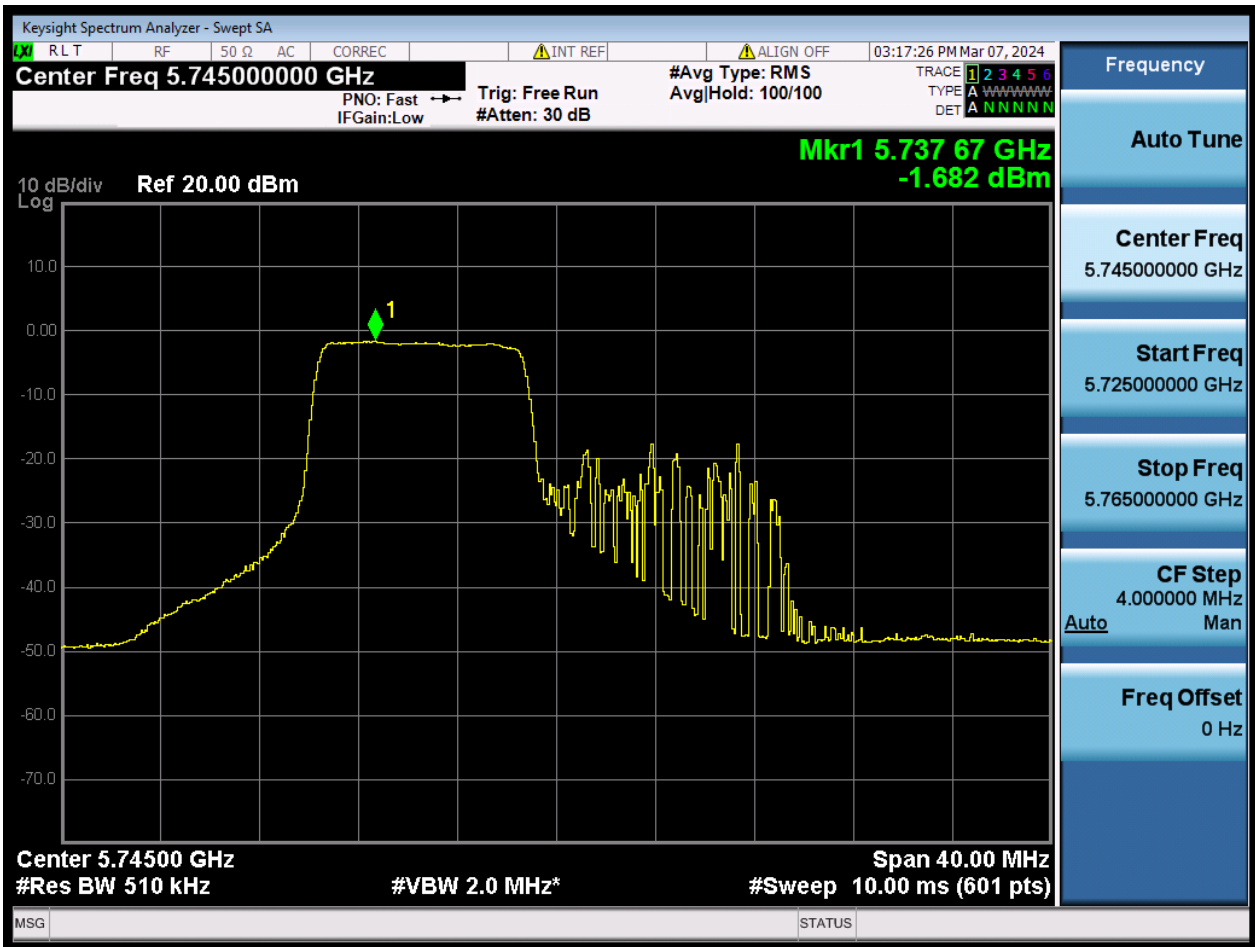 Keysight Spectrum Analyzer - Swept SA
LXI RLT RF 50 Ω AC CORREC INT REF ALIGN OFF 03:17:26 PM Mar 07, 2024
Center Freq 5.745000000 GHz
PNO: Fast
IFGain:Low
Trig: Free Run
#Atten: 30 dB
#Avg Type: RMS
Avg|Hold: 100/100
TRACE 1 2 3 4 5 6
TYPE A WWWWW
DET A N N N N N
Mkr1 5.737 67 GHz
-1.682 dBm
10 dB/div
Log
Ref 20.00 dBm
1
10.0
0.00
-10.0
-20.0
-30.0
-40.0
-50.0
-60.0
-70.0
Center 5.74500 GHz
Span 40.00 MHz
#Res BW 510 kHz
#VBW 2.0 MHz*
#Sweep 10.00 ms (601 pts)
MSG
STATUS
Frequency
Auto Tune
Center Freq
5.745000000 GHz
Start Freq
5.725000000 GHz
Stop Freq
5.765000000 GHz
CF Step
4.000000 MHz
Auto Man
Freq Offset
0 Hz